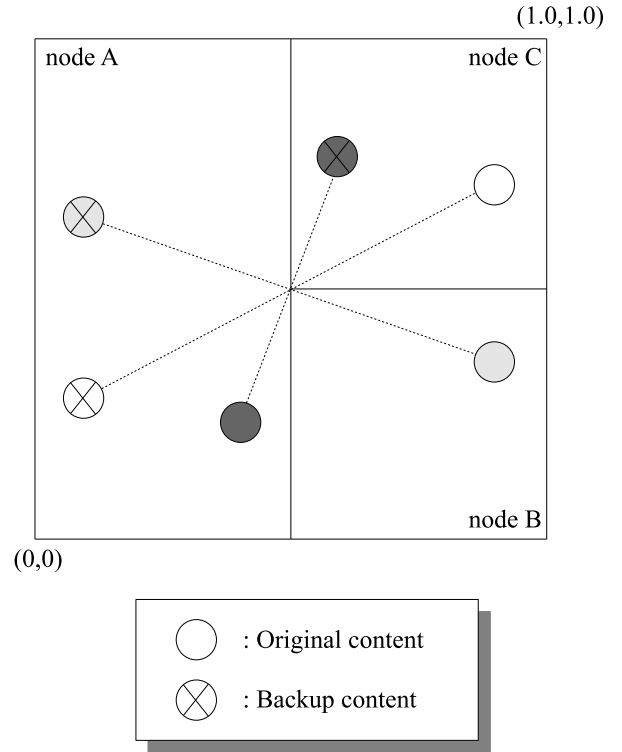 (1.0,1.0)
node A
node C
node B
(0,0)
: Original content
: Backup content